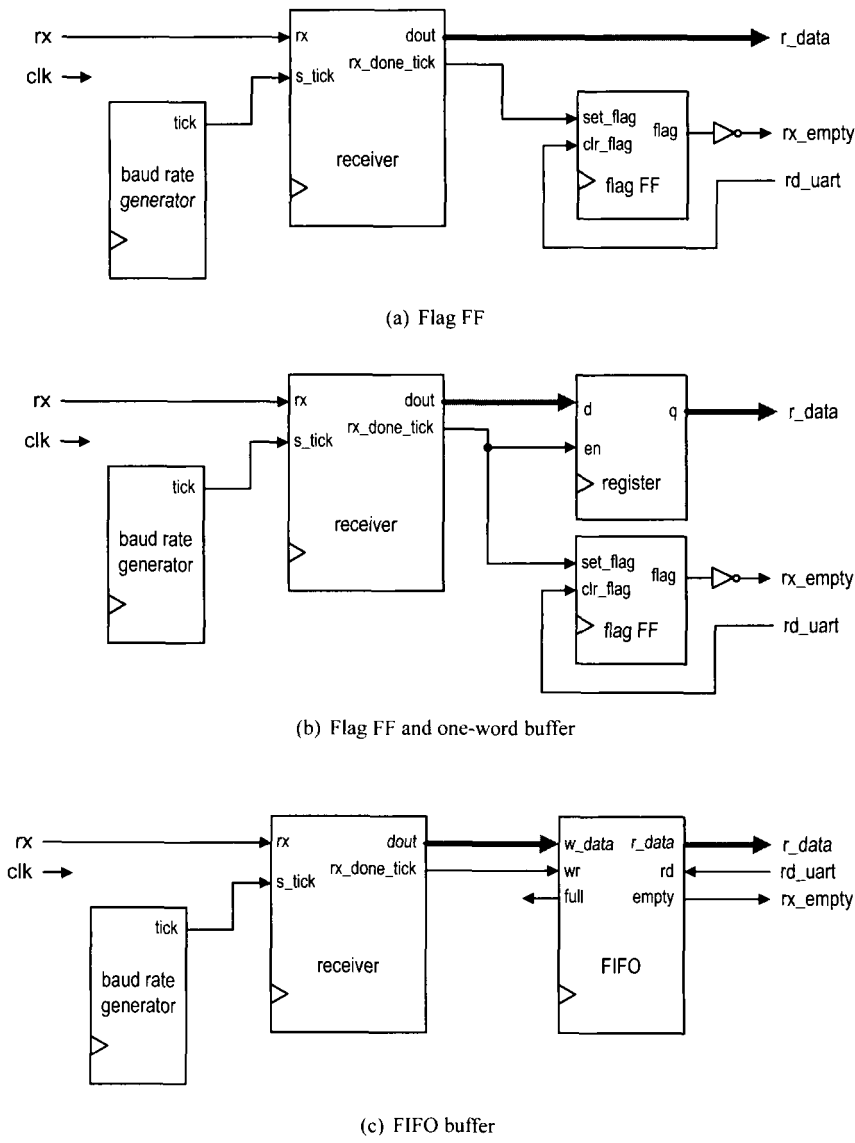 rx
clk
rx dout
s_tick rx_done_tick
receiver
tick
baud rate
generator
set_flag flag
clr_flag
flag FF
r_data
rx_empty
rd_uart
(a) Flag FF
rx
clk
rx dout
s_tick rx_done_tick
receiver
tick
baud rate
generator
d q
en
register
set_flag flag
clr_flag
flag FF
r_data
rx_empty
rd_uart
(b) Flag FF and one-word buffer
rx
clk
rx dout
s_tick rx_done_tick
receiver
tick
baud rate
generator
w_data r_data
wr rd
full empty
FIFO
r_data
rd_uart
rx_empty
(c) FIFO buffer